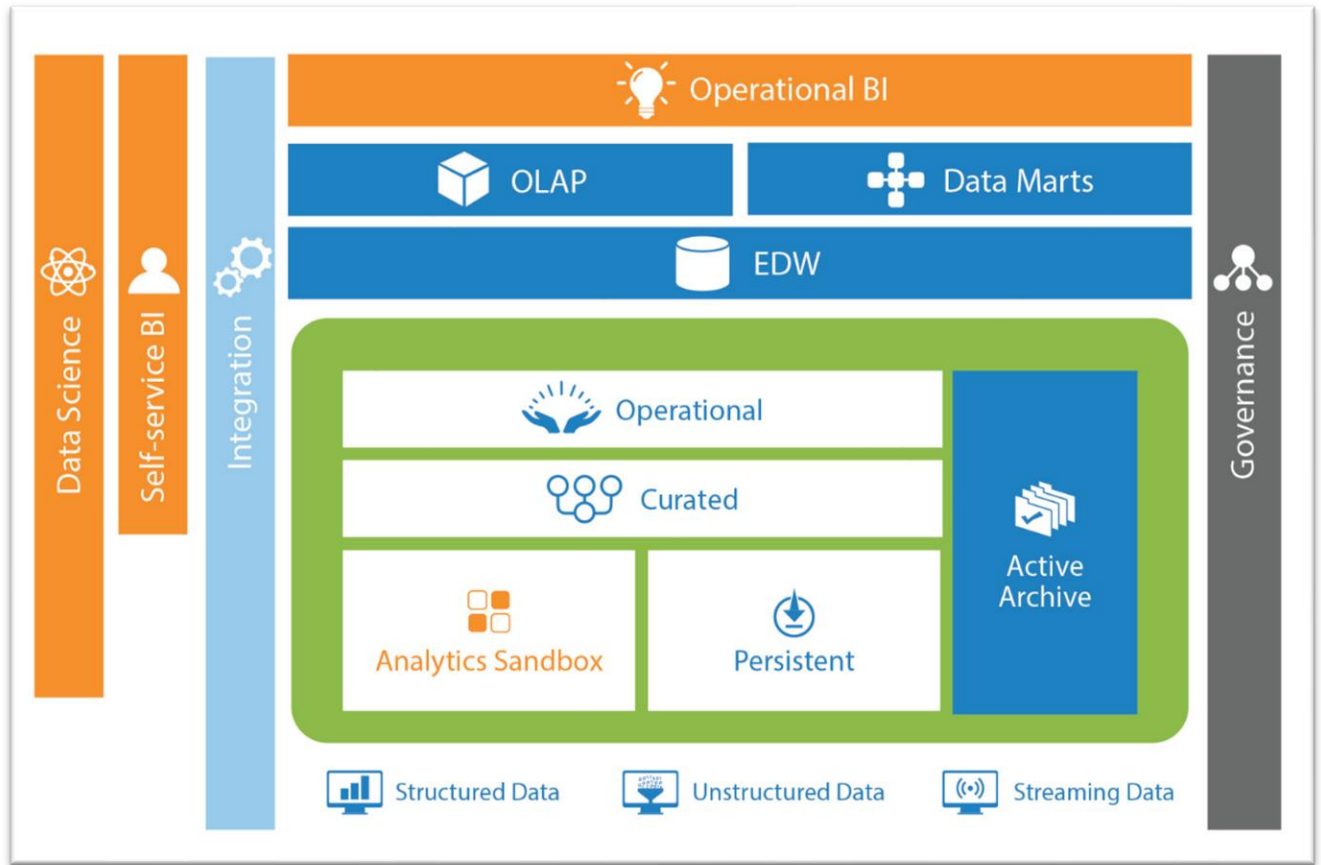 Data Science
Self-service BI
Integration
Operational BI
OLAP
Data Marts
EDW
Operational
Curated
Analytics Sandbox
Persistent
Active
Archive
Governance
Structured Data
Unstructured Data
Streaming Data